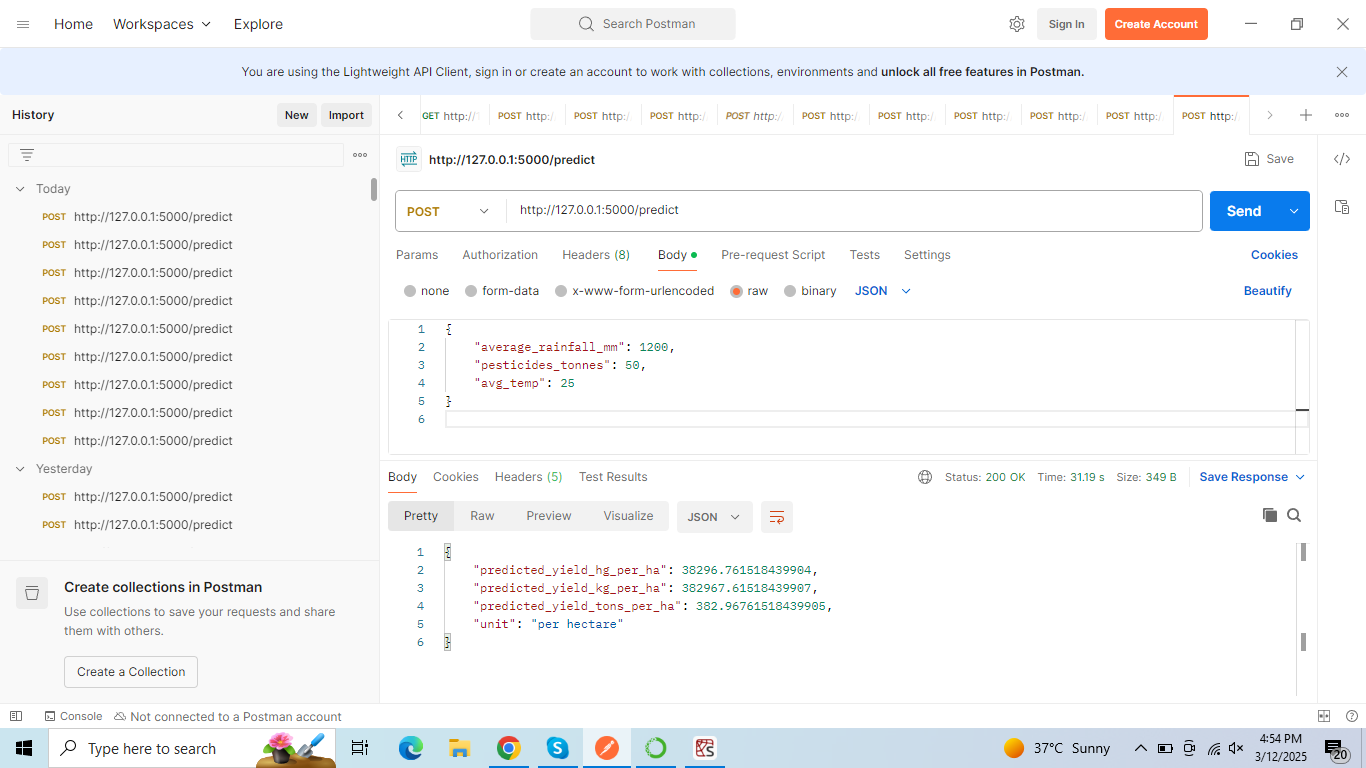 Home Workspaces Explore Search Postman Sign In Create Account
You are using the Lightweight API Client, sign in or create an account to work with collections, environments and unlock all free features in Postman.
History New Import
GET http:// POST http:/ POST http:/ POST http:/ POST http:/ POST http:/ POST http:/ POST http:/ POST http:/ POST http:/ POST http:/
HTTP http://127.0.0.1:5000/predict Save
Today
POST http://127.0.0.1:5000/predict
POST http://127.0.0.1:5000/predict
POST http://127.0.0.1:5000/predict
POST http://127.0.0.1:5000/predict
POST http://127.0.0.1:5000/predict
POST http://127.0.0.1:5000/predict
POST http://127.0.0.1:5000/predict
POST http://127.0.0.1:5000/predict
POST http://127.0.0.1:5000/predict
Yesterday
POST http://127.0.0.1:5000/predict
POST http://127.0.0.1:5000/predict
Create collections in Postman
Use collections to save your requests and share
them with others.
Create a Collection
POST http://127.0.0.1:5000/predict Send
Params Authorization Headers (8) Body Pre-request Script Tests Settings Cookies
none form-data x-www-form-urlencoded raw binary JSON Beautify
1 {
2 "average_rainfall_mm": 1200,
3 "pesticides_tonnes": 50,
4 "avg_temp": 25
5 }
6
Body Cookies Headers (5) Test Results Status: 200 OK Time: 31.19 s Size: 349 B Save Response
Pretty Raw Preview Visualize JSON
1 {
2 "predicted_yield_hg_per_ha": 38296.761518439904,
3 "predicted_yield_kg_per_ha": 382967.61518439907,
4 "predicted_yield_tons_per_ha": 382.96761518439905,
5 "unit": "per hectare"
6 }
Console Not connected to a Postman account
Type here to search 37°C Sunny 4:54 PM
3/12/2025 20